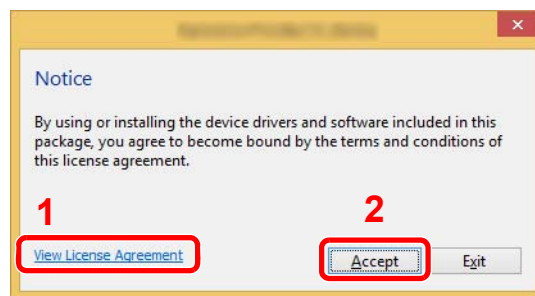 Notice
By using or installing the device drivers and software included in this
package, you agree to become bound by the terms and conditions of
this license agreement.
1
2
View License Agreement
Accept
Exit